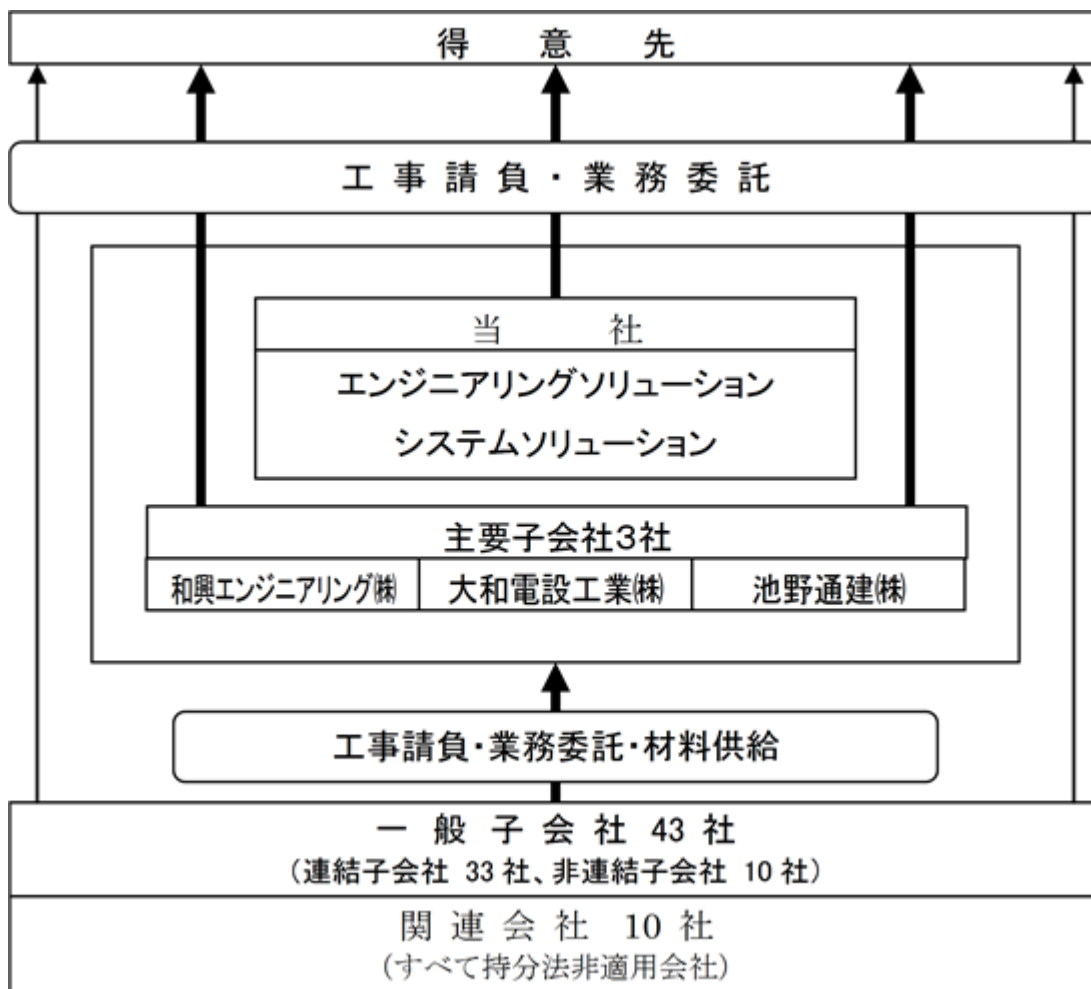 得意先
工事請負・業務委託
当社
エンジニアリングソリューション
システムソリューション
主要子会社3社
和興エンジニアリング㈱
大和電設工業㈱
池野通建㈱
工事請負・業務委託・材料供給
一般子会社 43 社
(連結子会社 33 社、非連結子会社 10 社)
関連会社 10 社
(すべて持分法非適用会社)